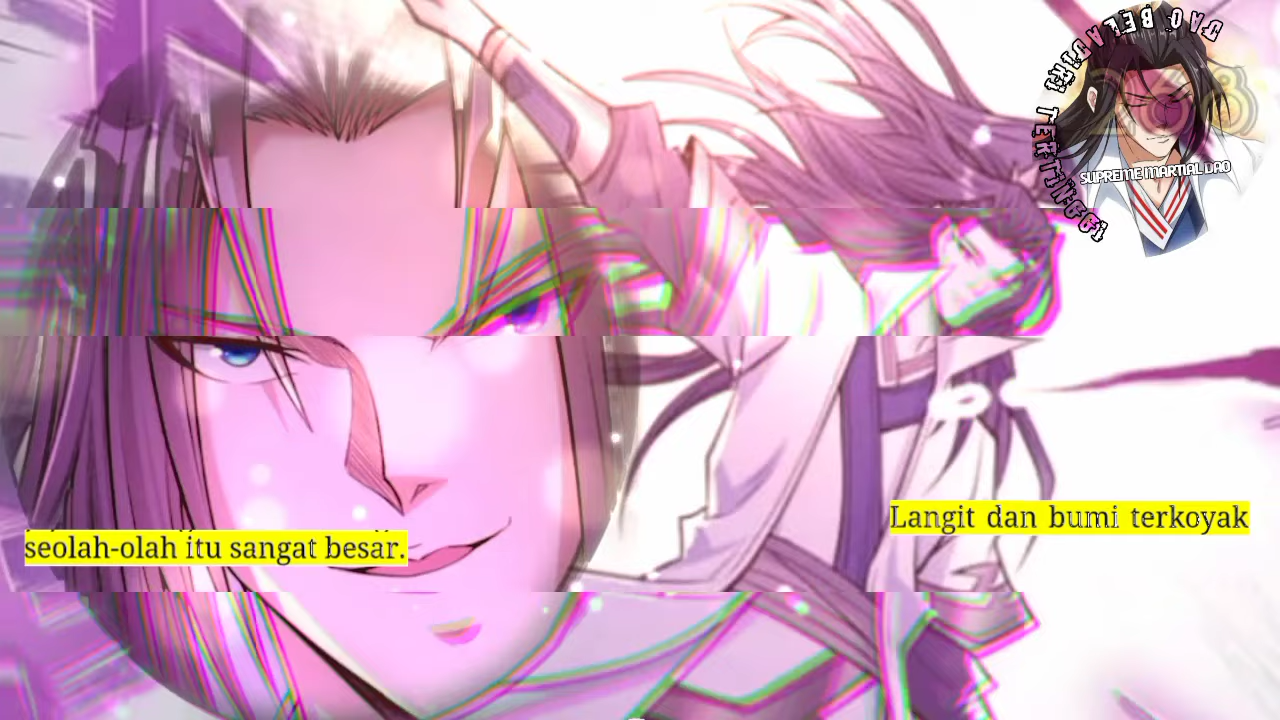 DAO BELADIRI TERTINGGI
SUPREME MARTIAL DAO
seolah-olah itu sangat besar.
Langit dan bumi terkoyak